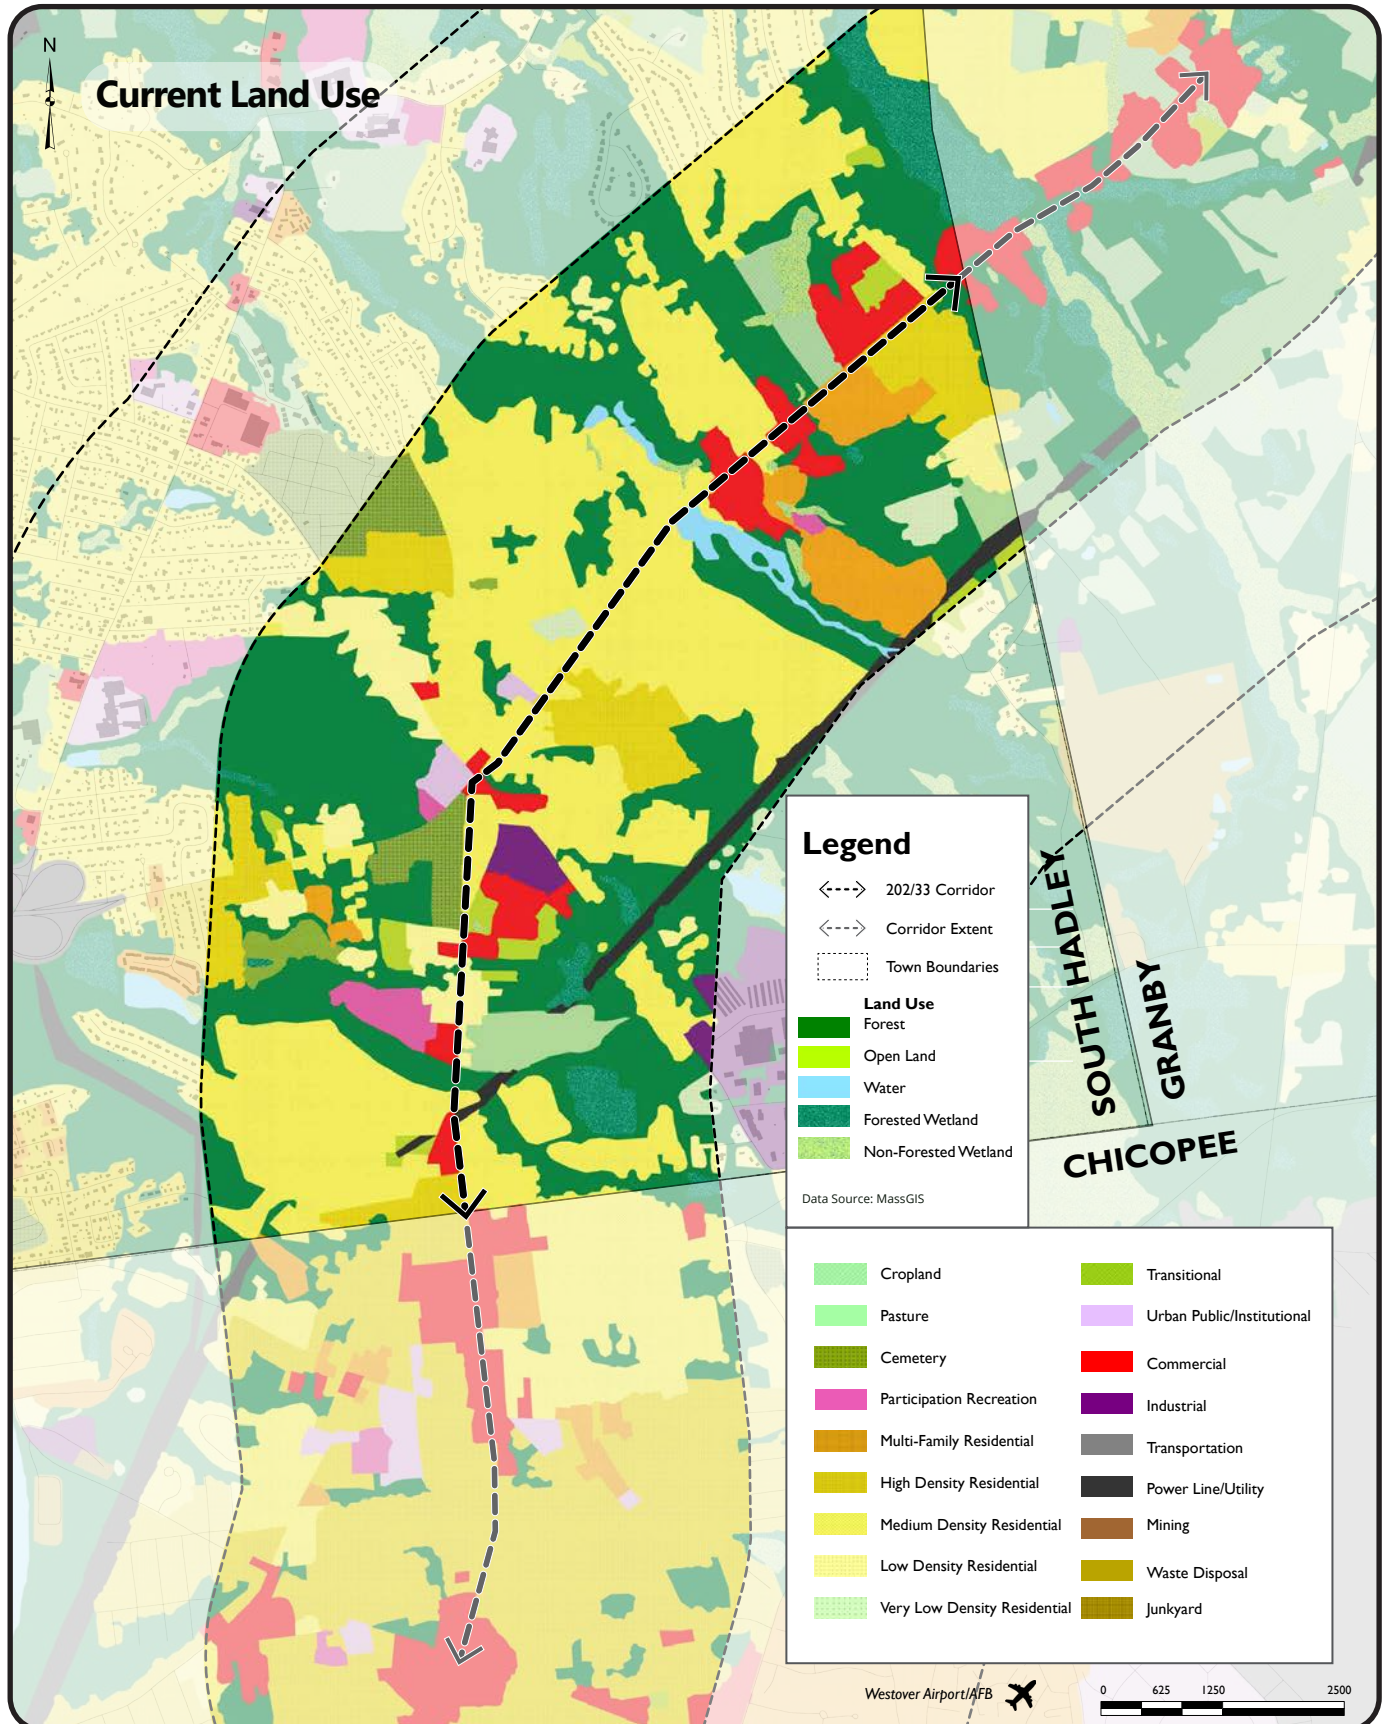 N
Current Land Use
Legend
202/33 Corridor
Corridor Extent
Town Boundaries
Land Use
Forest
Open Land
Water
Forested Wetland
Non-Forested Wetland
Data Source: MassGIS
SOUTH HADLEY
GRANBY
CHICOPEE
Cropland
Pasture
Cemetery
Participation Recreation
Multi-Family Residential
High Density Residential
Medium Density Residential
Low Density Residential
Very Low Density Residential
Transitional
Urban Public/Institutional
Commercial
Industrial
Transportation
Power Line/Utility
Mining
Waste Disposal
Junkyard
Westover Airport/AFB
0 625 1250 2500